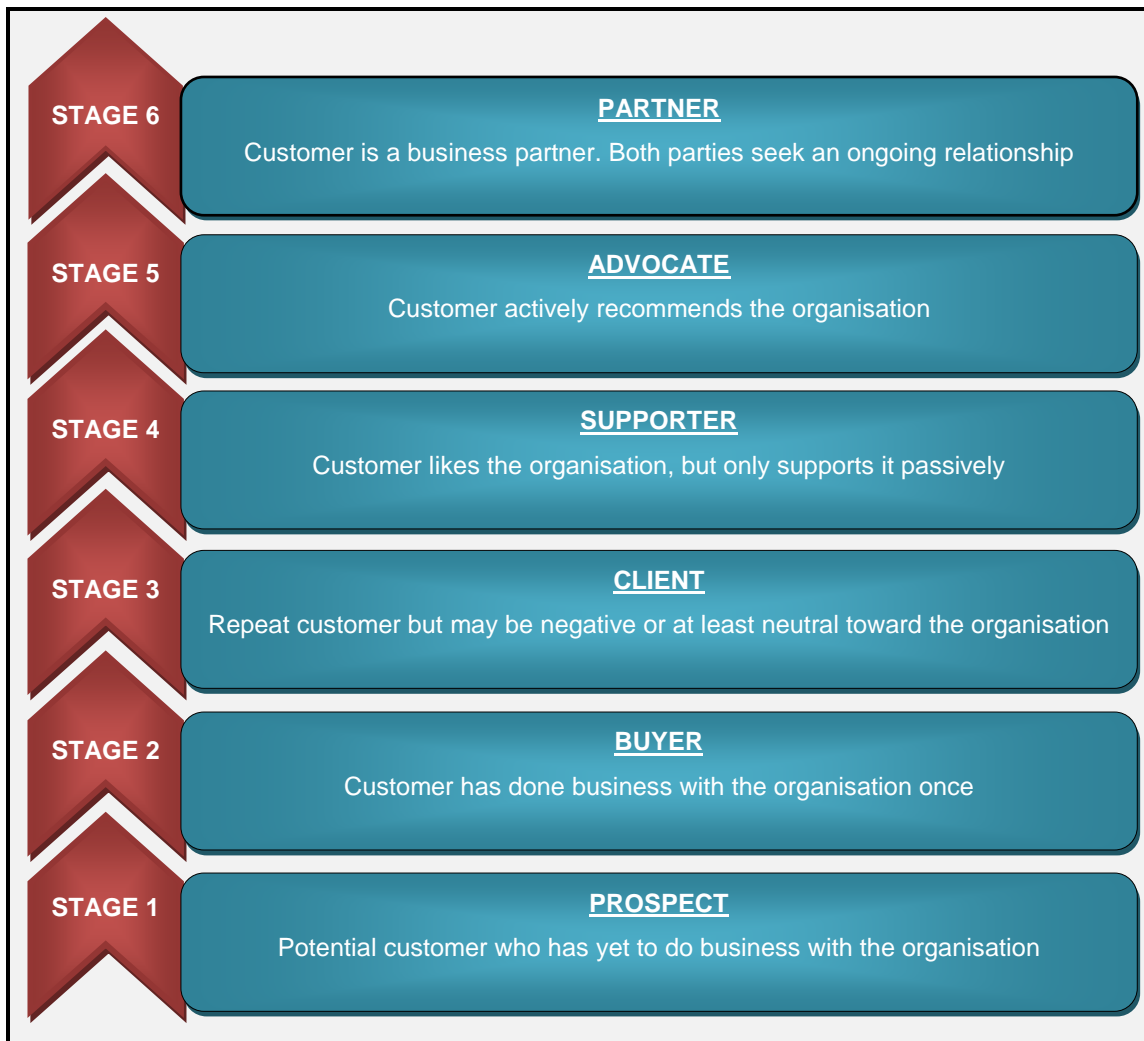 STAGE 6
PARTNER
Customer is a business partner. Both parties seek an ongoing relationship
STAGE 5
ADVOCATE
Customer actively recommends the organisation
STAGE 4
SUPPORTER
Customer likes the organisation, but only supports it passively
STAGE 3
CLIENT
Repeat customer but may be negative or at least neutral toward the organisation
STAGE 2
BUYER
Customer has done business with the organisation once
STAGE 1
PROSPECT
Potential customer who has yet to do business with the organisation